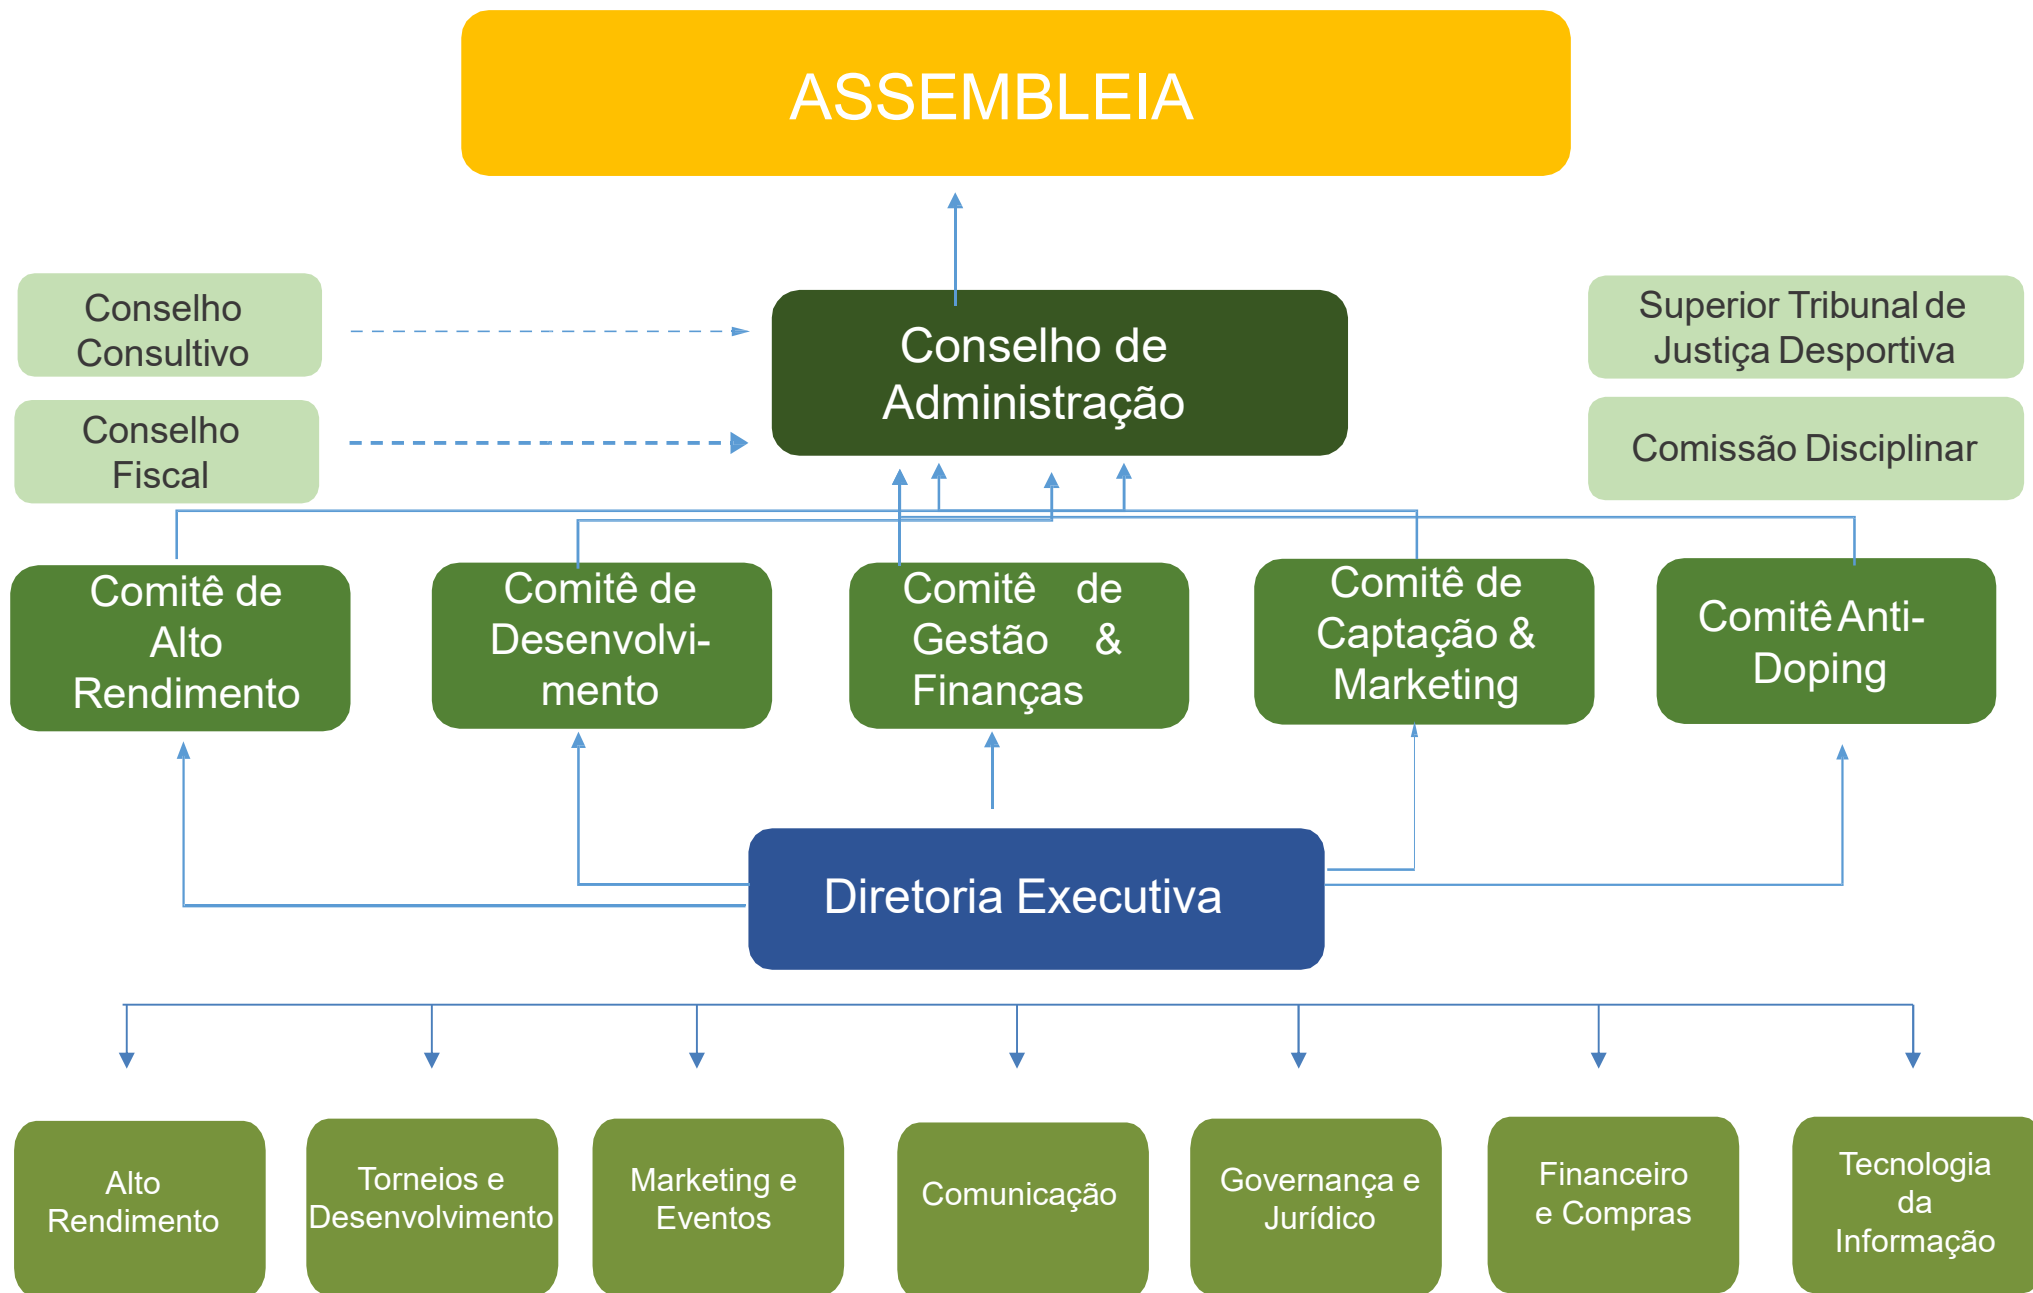 ASSEMBLEIA
Conselho
Consultivo
Conselho de
Administração
Superior Tribunal de
Justiça Desportiva
Conselho
Fiscal
Comissão Disciplinar
Comitê de
Alto
Rendimento
Comitê de
Desenvolvi-
mento
Comitê de
Gestão &
Finanças
Comitê de
Captação &
Marketing
Comitê Anti-
Doping
Diretoria Executiva
Alto
Rendimento
Torneios e
Desenvolvimento
Marketing e
Eventos
Comunicação
Governança e
Jurídico
Financeiro
e Compras
Tecnologia
da
Informação